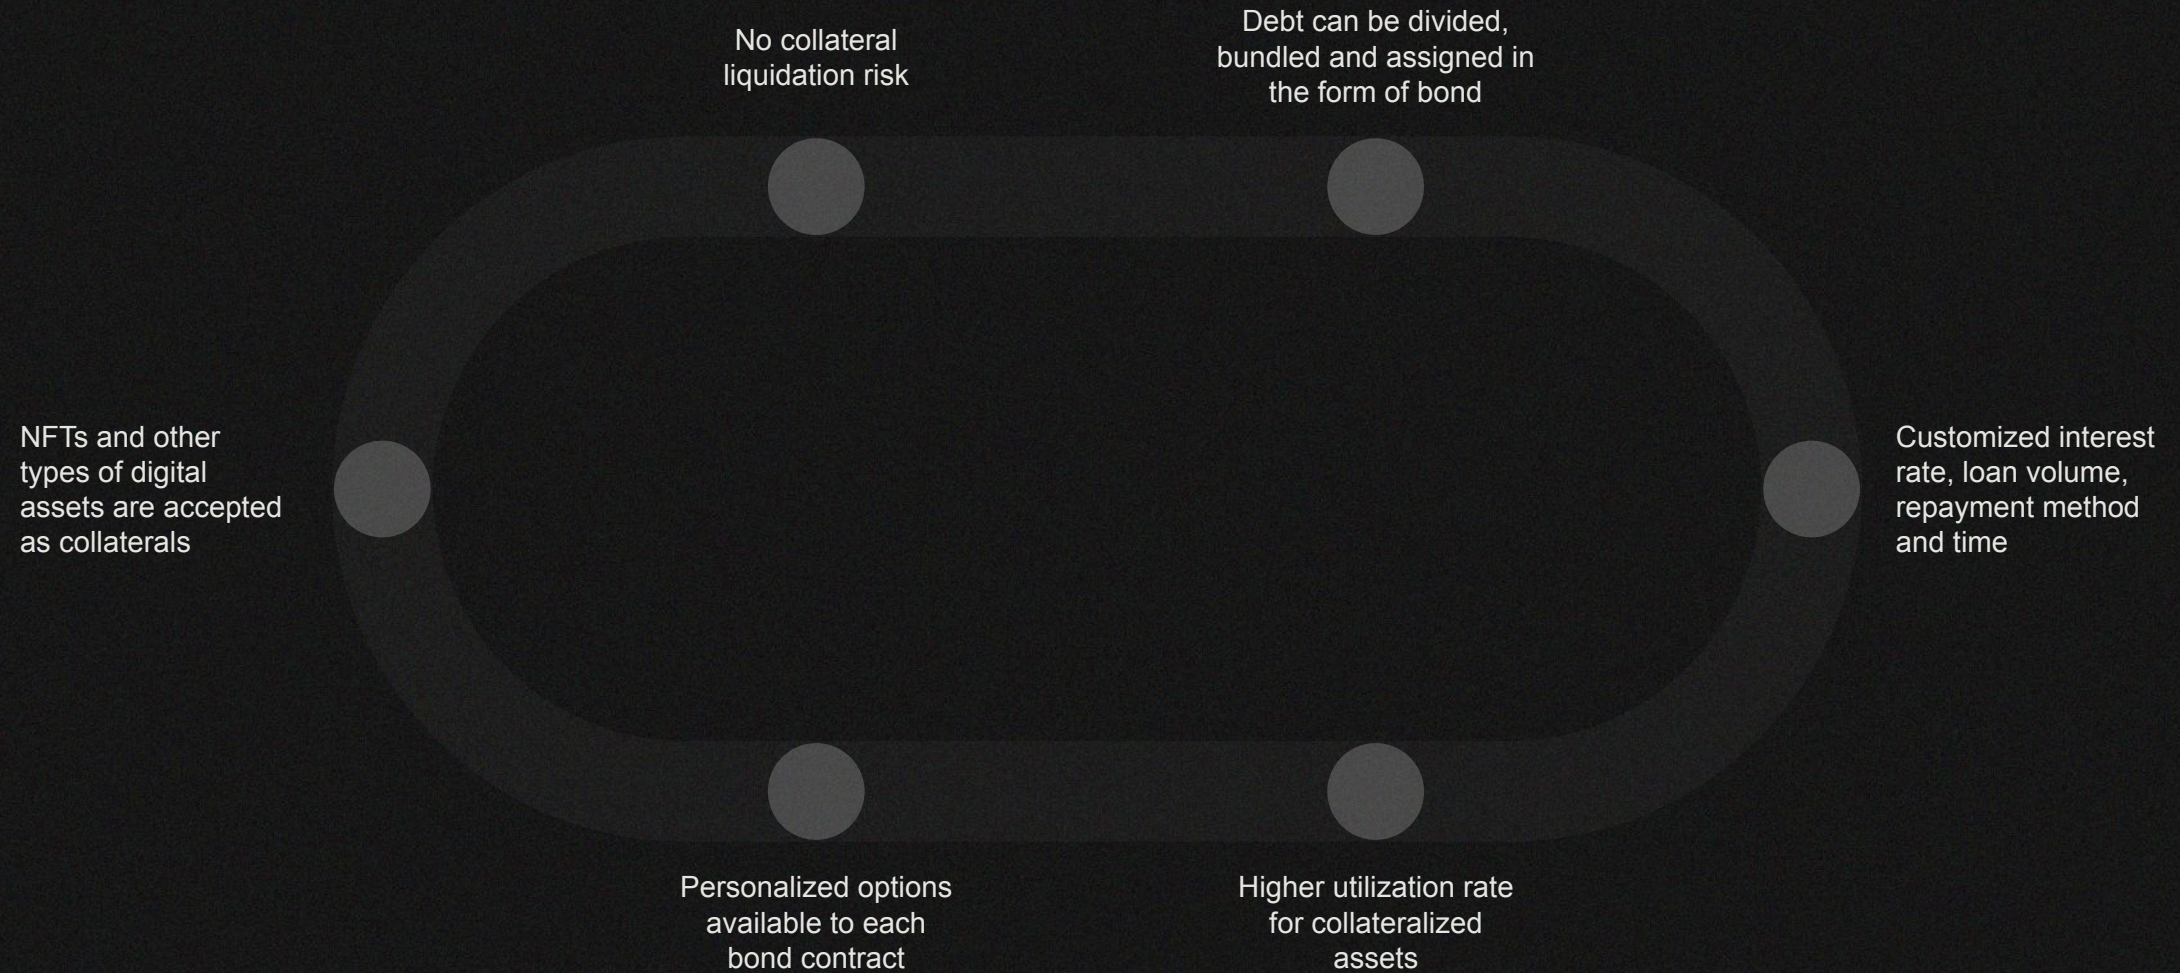 No collateral
liquidation risk
Debt can be divided,
bundled and assigned in
the form of bond
NFTs and other
types of digital
assets are accepted
as collaterals
Customized interest
rate, loan volume,
repayment method
and time
Personalized options
available to each
bond contract
Higher utilization rate
for collateralized
assets